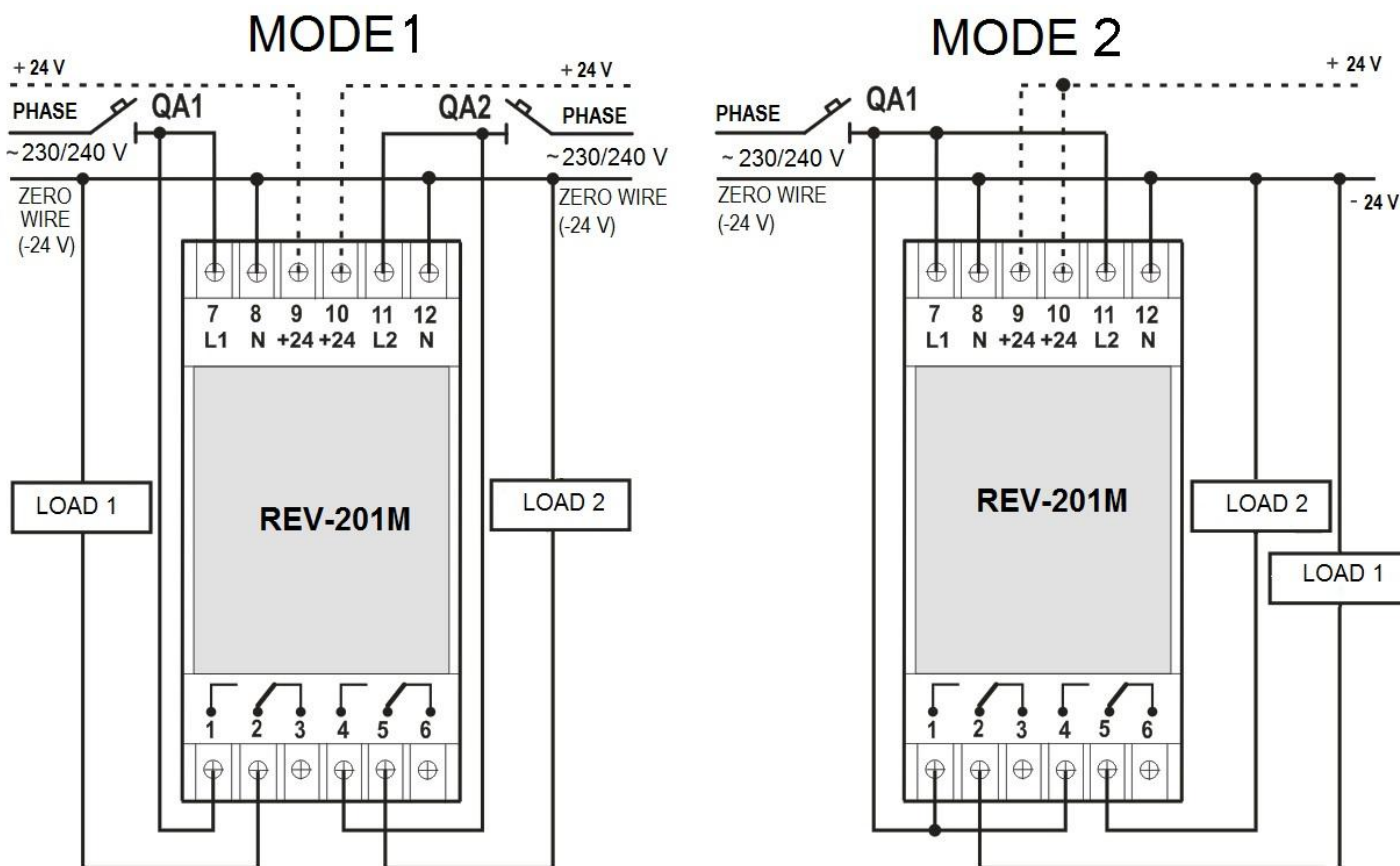 MODE 1
+ 24 V
+ 24 V
PHASE
QA1
QA2
PHASE
~ 230/240 V
~ 230/240 V
ZERO
WIRE
(-24 V)
ZERO WIRE
(-24 V)
7 8 9 10 11 12
L1 N +24 +24 L2 N
LOAD 1
REV-201M
LOAD 2
1 2 3 4 5 6
MODE 2
+ 24 V
PHASE
QA1
~ 230/240 V
ZERO WIRE
(-24 V)
- 24 V
7 8 9 10 11 12
L1 N +24 +24 L2 N
REV-201M
LOAD 2
LOAD 1
1 2 3 4 5 6